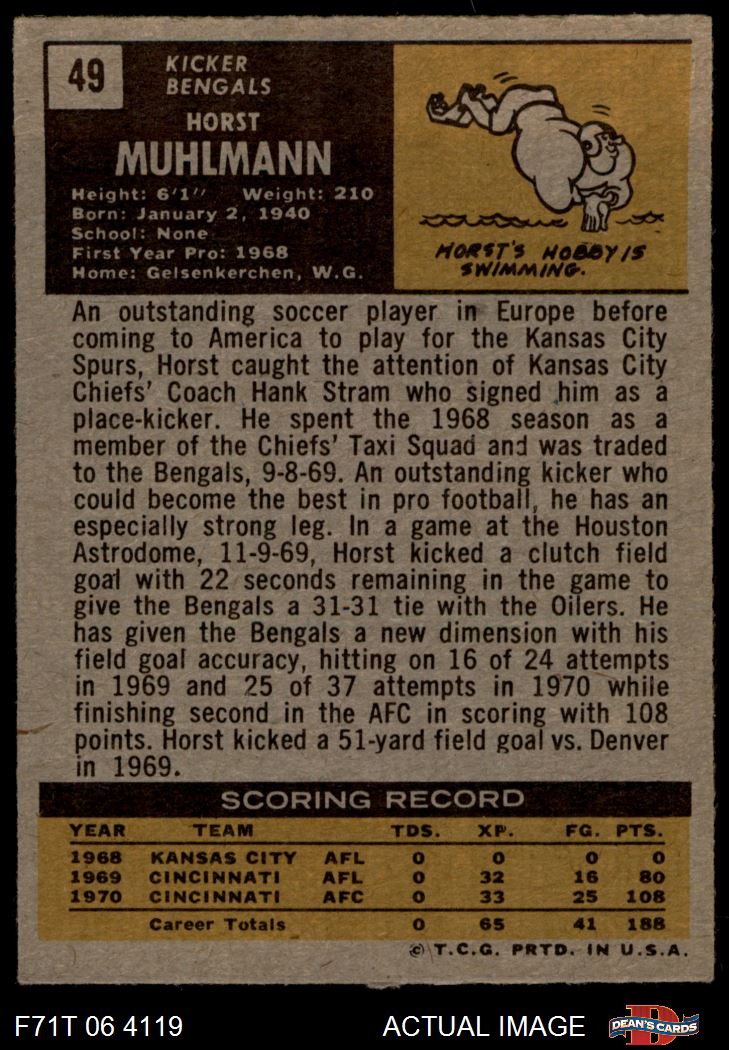 49
KICKER
BENGALS
HORST
MUHLMANN
Height: 6'1" Weight: 210
Born: January 2, 1940
School: None
First Year Pro: 1968
Home: Gelsenkerchen, W.G.
HORST'S HOBBY IS
SWIMMING.
An outstanding soccer player in Europe before
coming to America to play for the Kansas City
Spurs, Horst caught the attention of Kansas City
Chiefs' Coach Hank Stram who signed him as a
place-kicker. He spent the 1968 season as a
member of the Chiefs' Taxi Squad and was traded
to the Bengals, 9-8-69. An outstanding kicker who
could become the best in pro football, he has an
especially strong leg. In a game at the Houston
Astrodome, 11-9-69, Horst kicked a clutch field
goal with 22 seconds remaining in the game to
give the Bengals a 31-31 tie with the Oilers. He
has given the Bengals a new dimension with his
field goal accuracy, hitting on 16 of 24 attempts
in 1969 and 25 of 37 attempts in 1970 while
finishing second in the AFC in scoring with 108
points. Horst kicked a 51-yard field goal vs. Denver
in 1969.
SCORING RECORD
YEAR TEAM TDS. XP. FG. PTS.
1968 KANSAS CITY AFL 0 0 0 0
1969 CINCINNATI AFL 0 32 16 80
1970 CINCINNATI AFC 0 33 25 108
Career Totals 0 65 41 188
© T.C.G. PRTD. IN U.S.A.
F71T 06 4119 ACTUAL IMAGE D DEAN'S CARDS